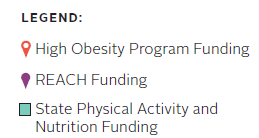 LEGEND:
High Obesity Program Funding
REACH Funding
State Physical Activity and
Nutrition Funding